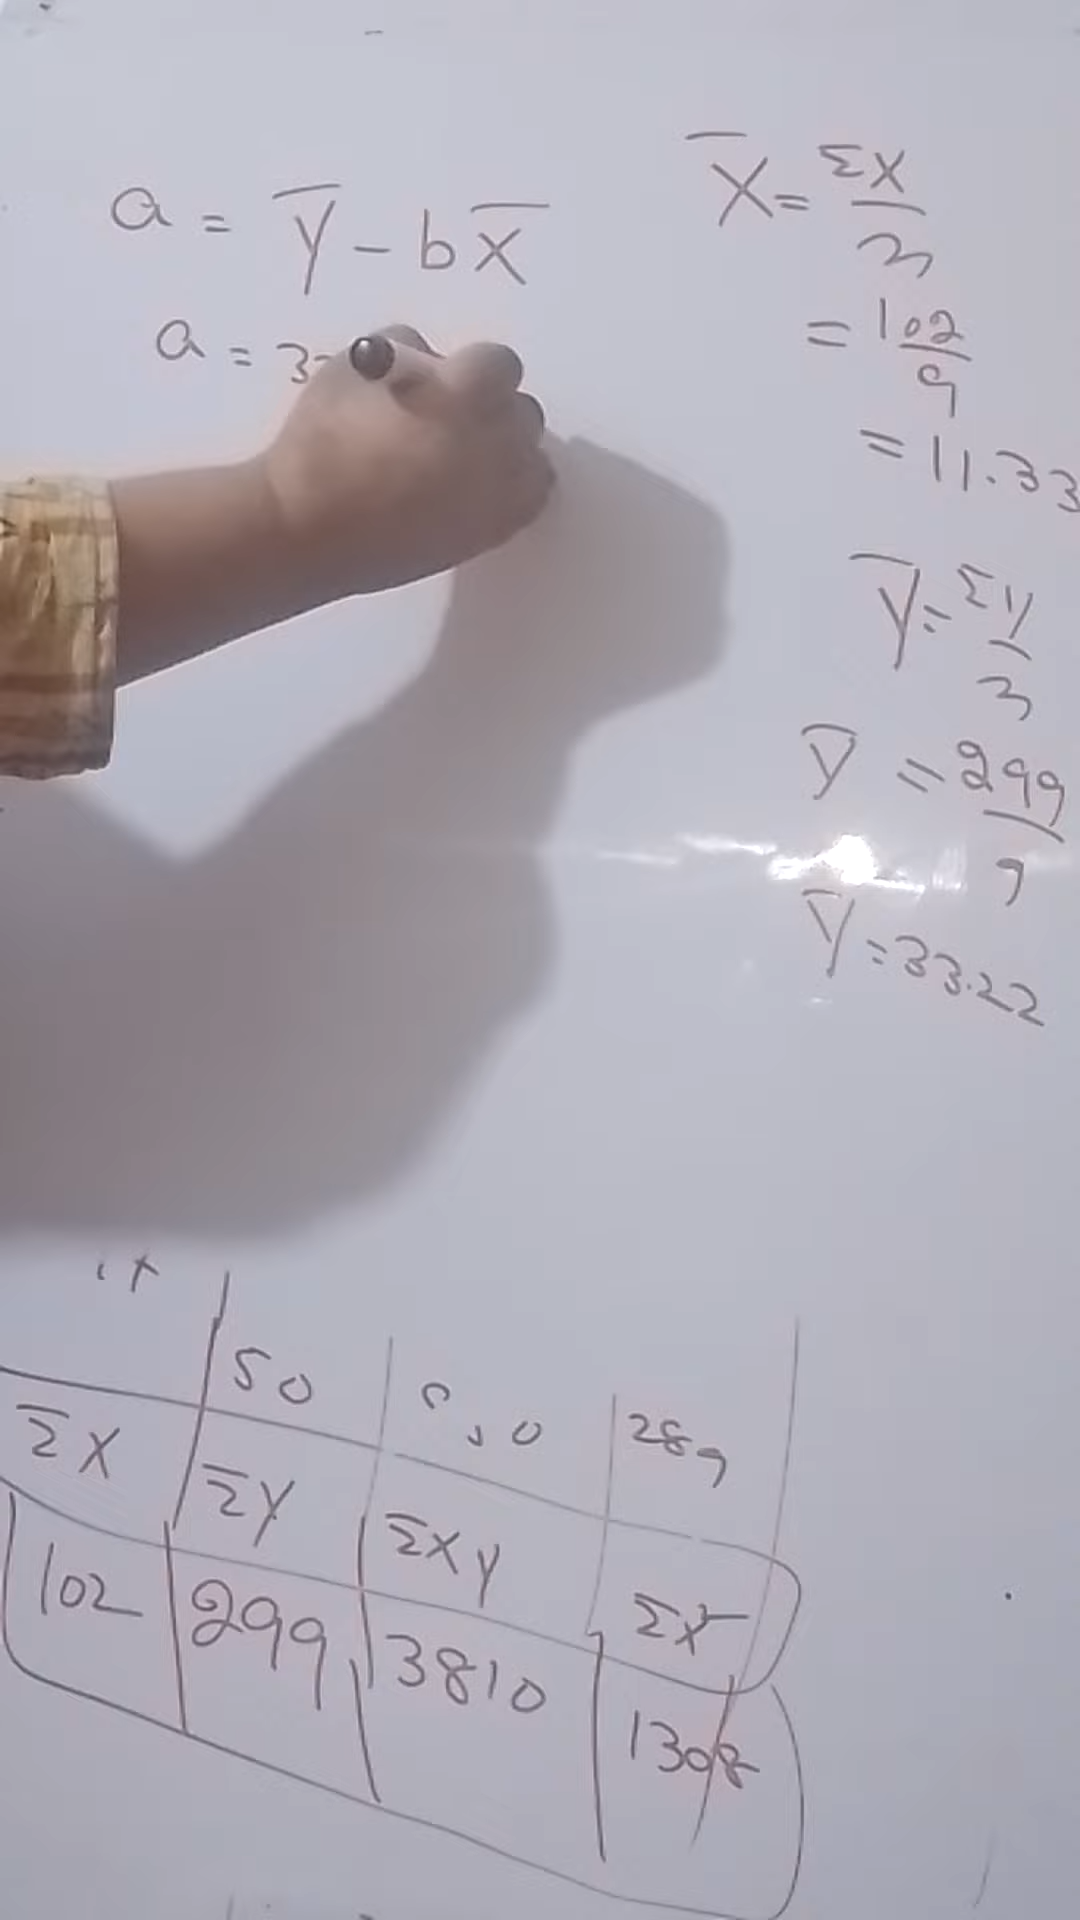 a = Y̅ - bX̅
a = 3
X̅ = ΣX
n
= 102
9
= 11.33
Y̅ = Σy
n
Y̅ = 299
9
Y̅ = 33.22
50 289
ΣX ΣY ΣXY ΣX²
102 299 3810 1308